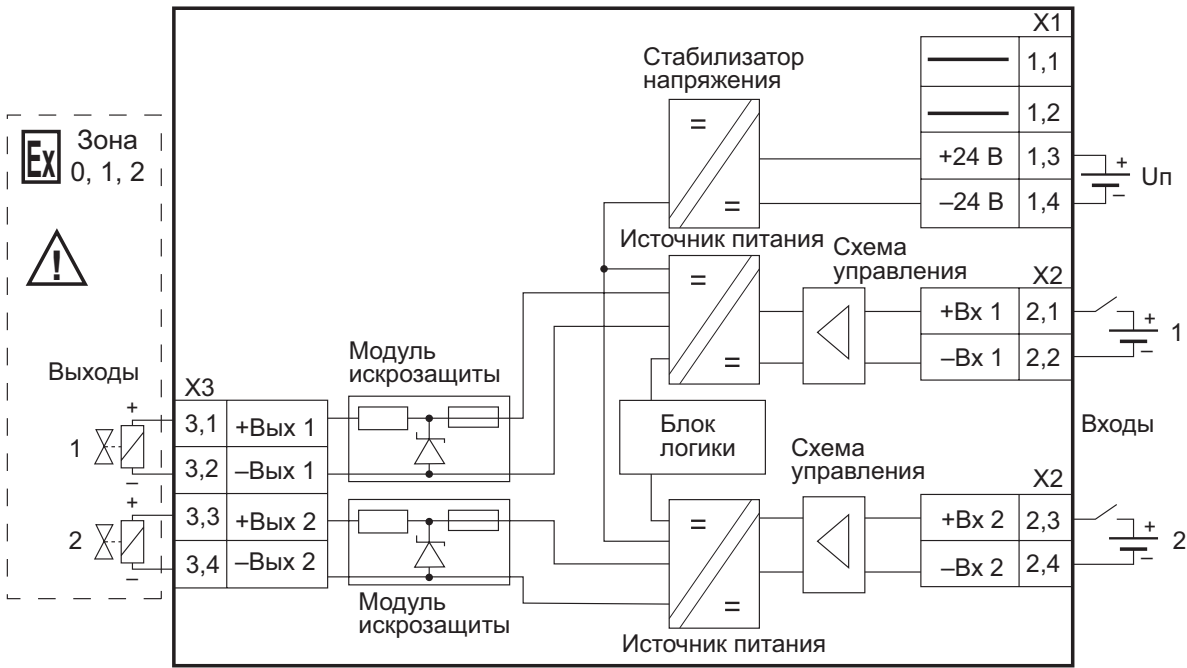 X1
Стабилизатор
напряжения
1,1
1,2
+24 В 1,3
–24 В 1,4
+
–
Uп
Ex
Зона
0, 1, 2
!
=
=
Источник питания
Схема
управления
X2
+Вх 1 2,1
–Вх 1 2,2
+
–
1
=
=
Модуль
искрозащиты
Выходы
X3
3,1 +Вых 1
3,2 –Вых 1
3,3 +Вых 2
3,4 –Вых 2
+
1
–
+
2
–
Блок
логики
Входы
Схема
управления
X2
+Вх 2 2,3
–Вх 2 2,4
+
–
2
=
=
Модуль
искрозащиты
Источник питания